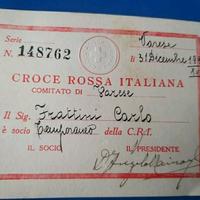 Serie
Varese
N. 148762
lì 31 Dicembre 19
CROCE ROSSA ITALIANA
COMITATO DI Varese
Il Sig. Frattini Carlo
è socio Temporaneo della C.R.I.
IL SOCIO
IL PRESIDENTE